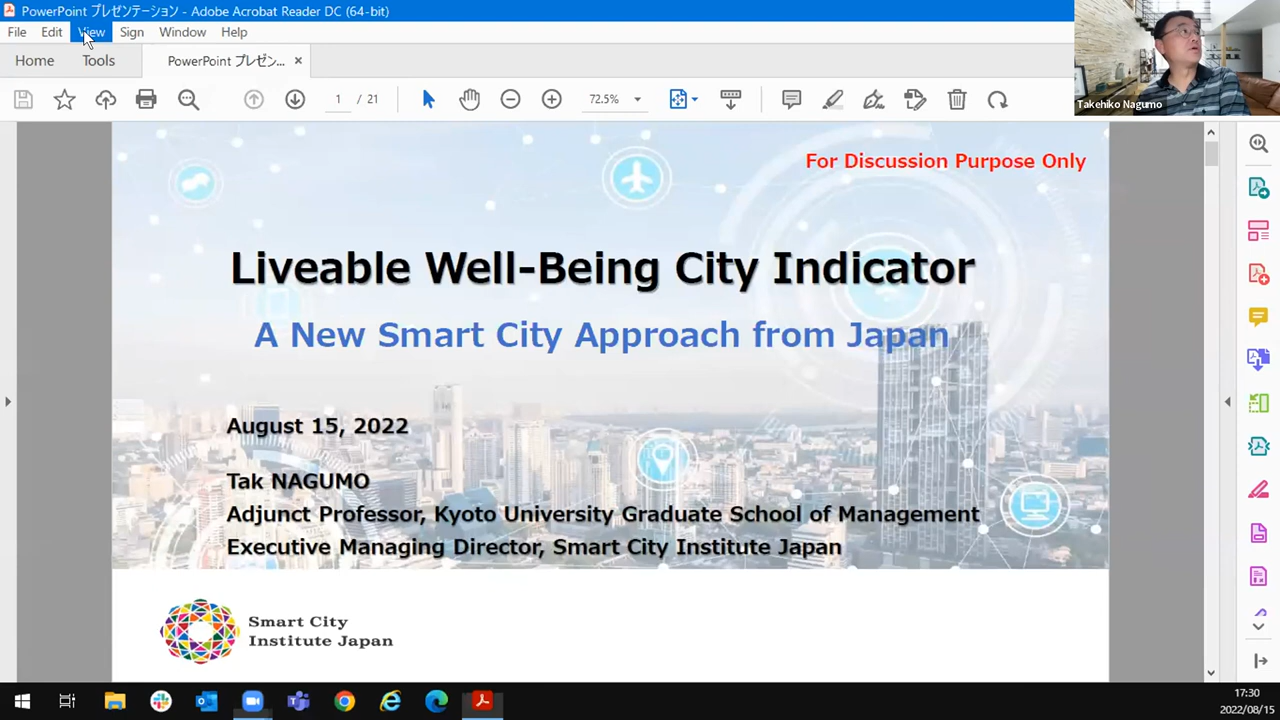 PowerPoint プレゼンテーション - Adobe Acrobat Reader DC (64-bit)
File Edit View Sign Window Help
Home Tools PowerPoint プレゼン... ×
1 / 21 72.5%
Takehiko Nagumo
For Discussion Purpose Only
Liveable Well-Being City Indicator
A New Smart City Approach from Japan
August 15, 2022
Tak NAGUMO
Adjunct Professor, Kyoto University Graduate School of Management
Executive Managing Director, Smart City Institute Japan
Smart City
Institute Japan
17:30
2022/08/15